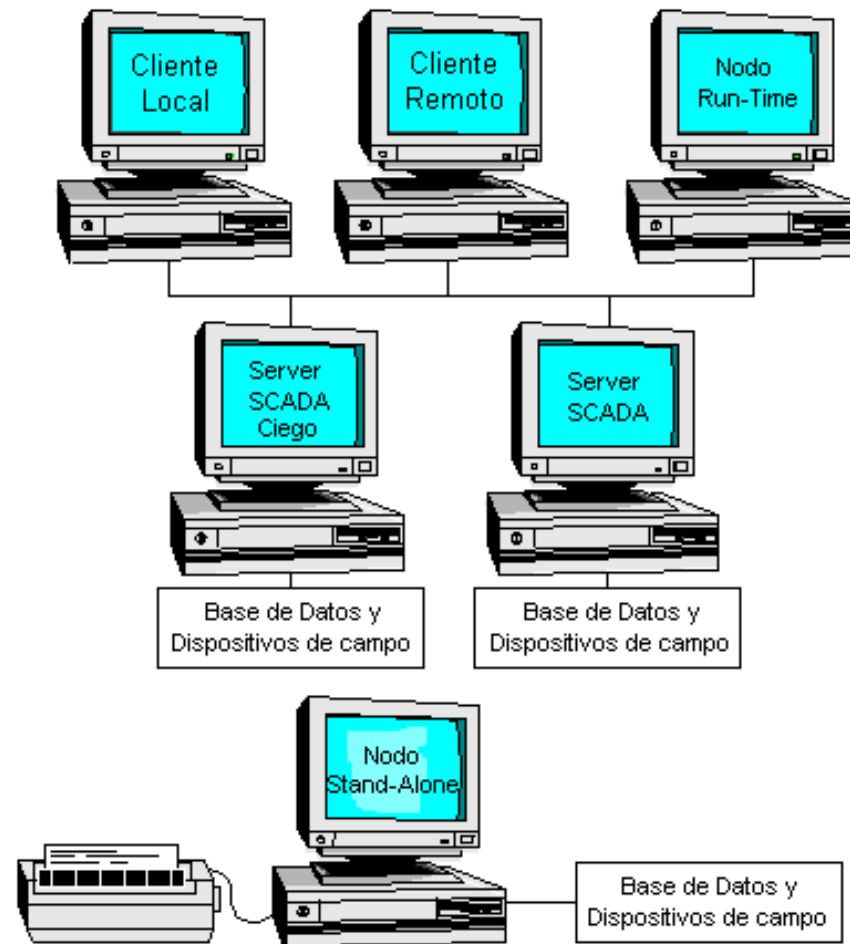 Cliente
Local
Cliente
Remoto
Nodo
Run-Time
Server
SCADA
Ciego
Server
SCADA
Base de Datos y
Dispositivos de campo
Base de Datos y
Dispositivos de campo
Nodo
Stand-Alone
Base de Datos y
Dispositivos de campo